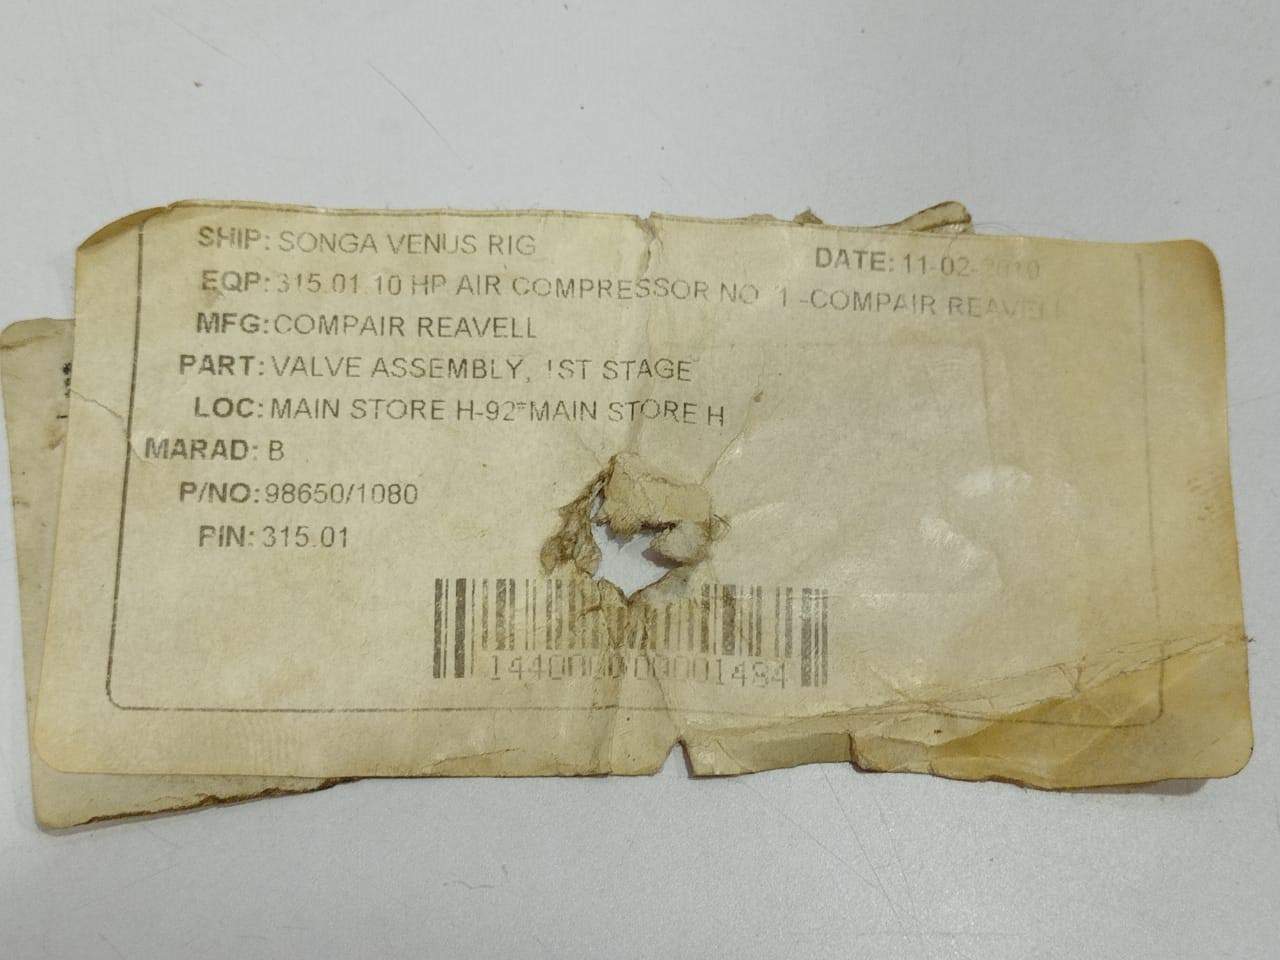 SHIP: SONGA VENUS RIG
DATE: 11-02-2010
EQP: 315.01.10 HP AIR COMPRESSOR NO. 1 -COMPAIR REAVELL
MFG: COMPAIR REAVELL
PART: VALVE ASSEMBLY, 1ST STAGE
LOC: MAIN STORE H-92=MAIN STORE H
MARAD: B
P/NO: 98650/1080
PIN: 315.01